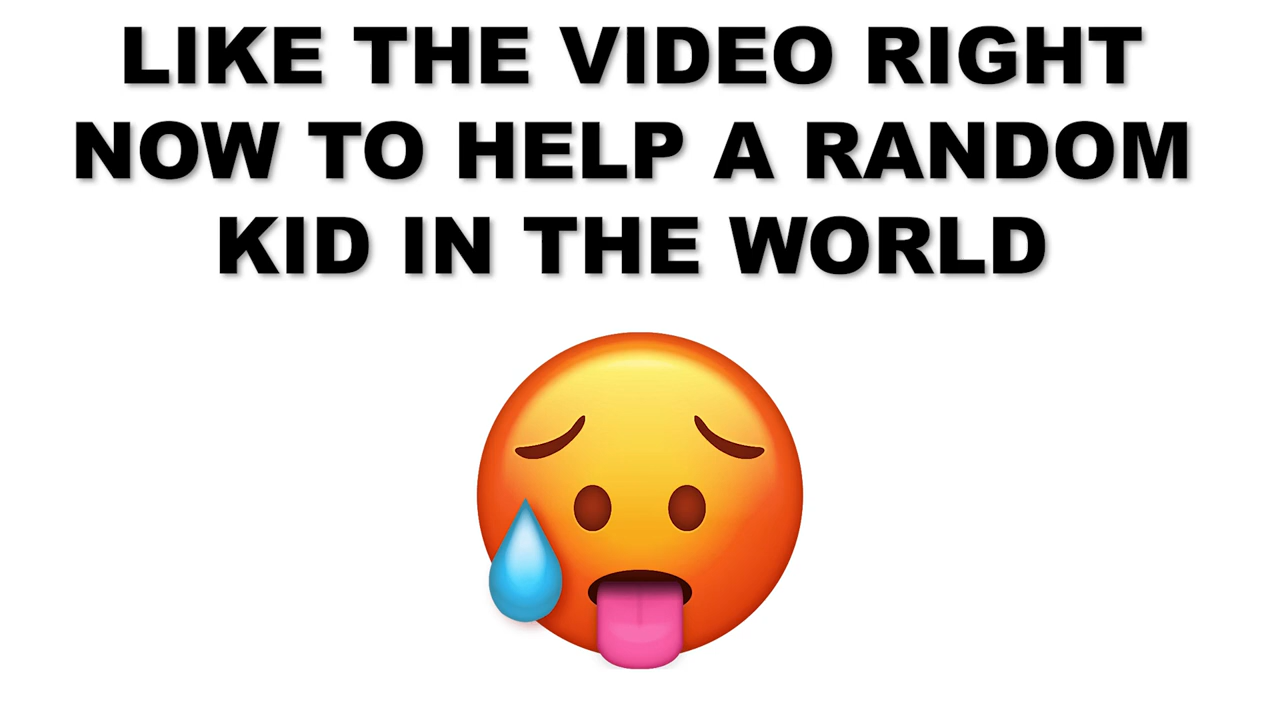 LIKE THE VIDEO RIGHT
NOW TO HELP A RANDOM
KID IN THE WORLD